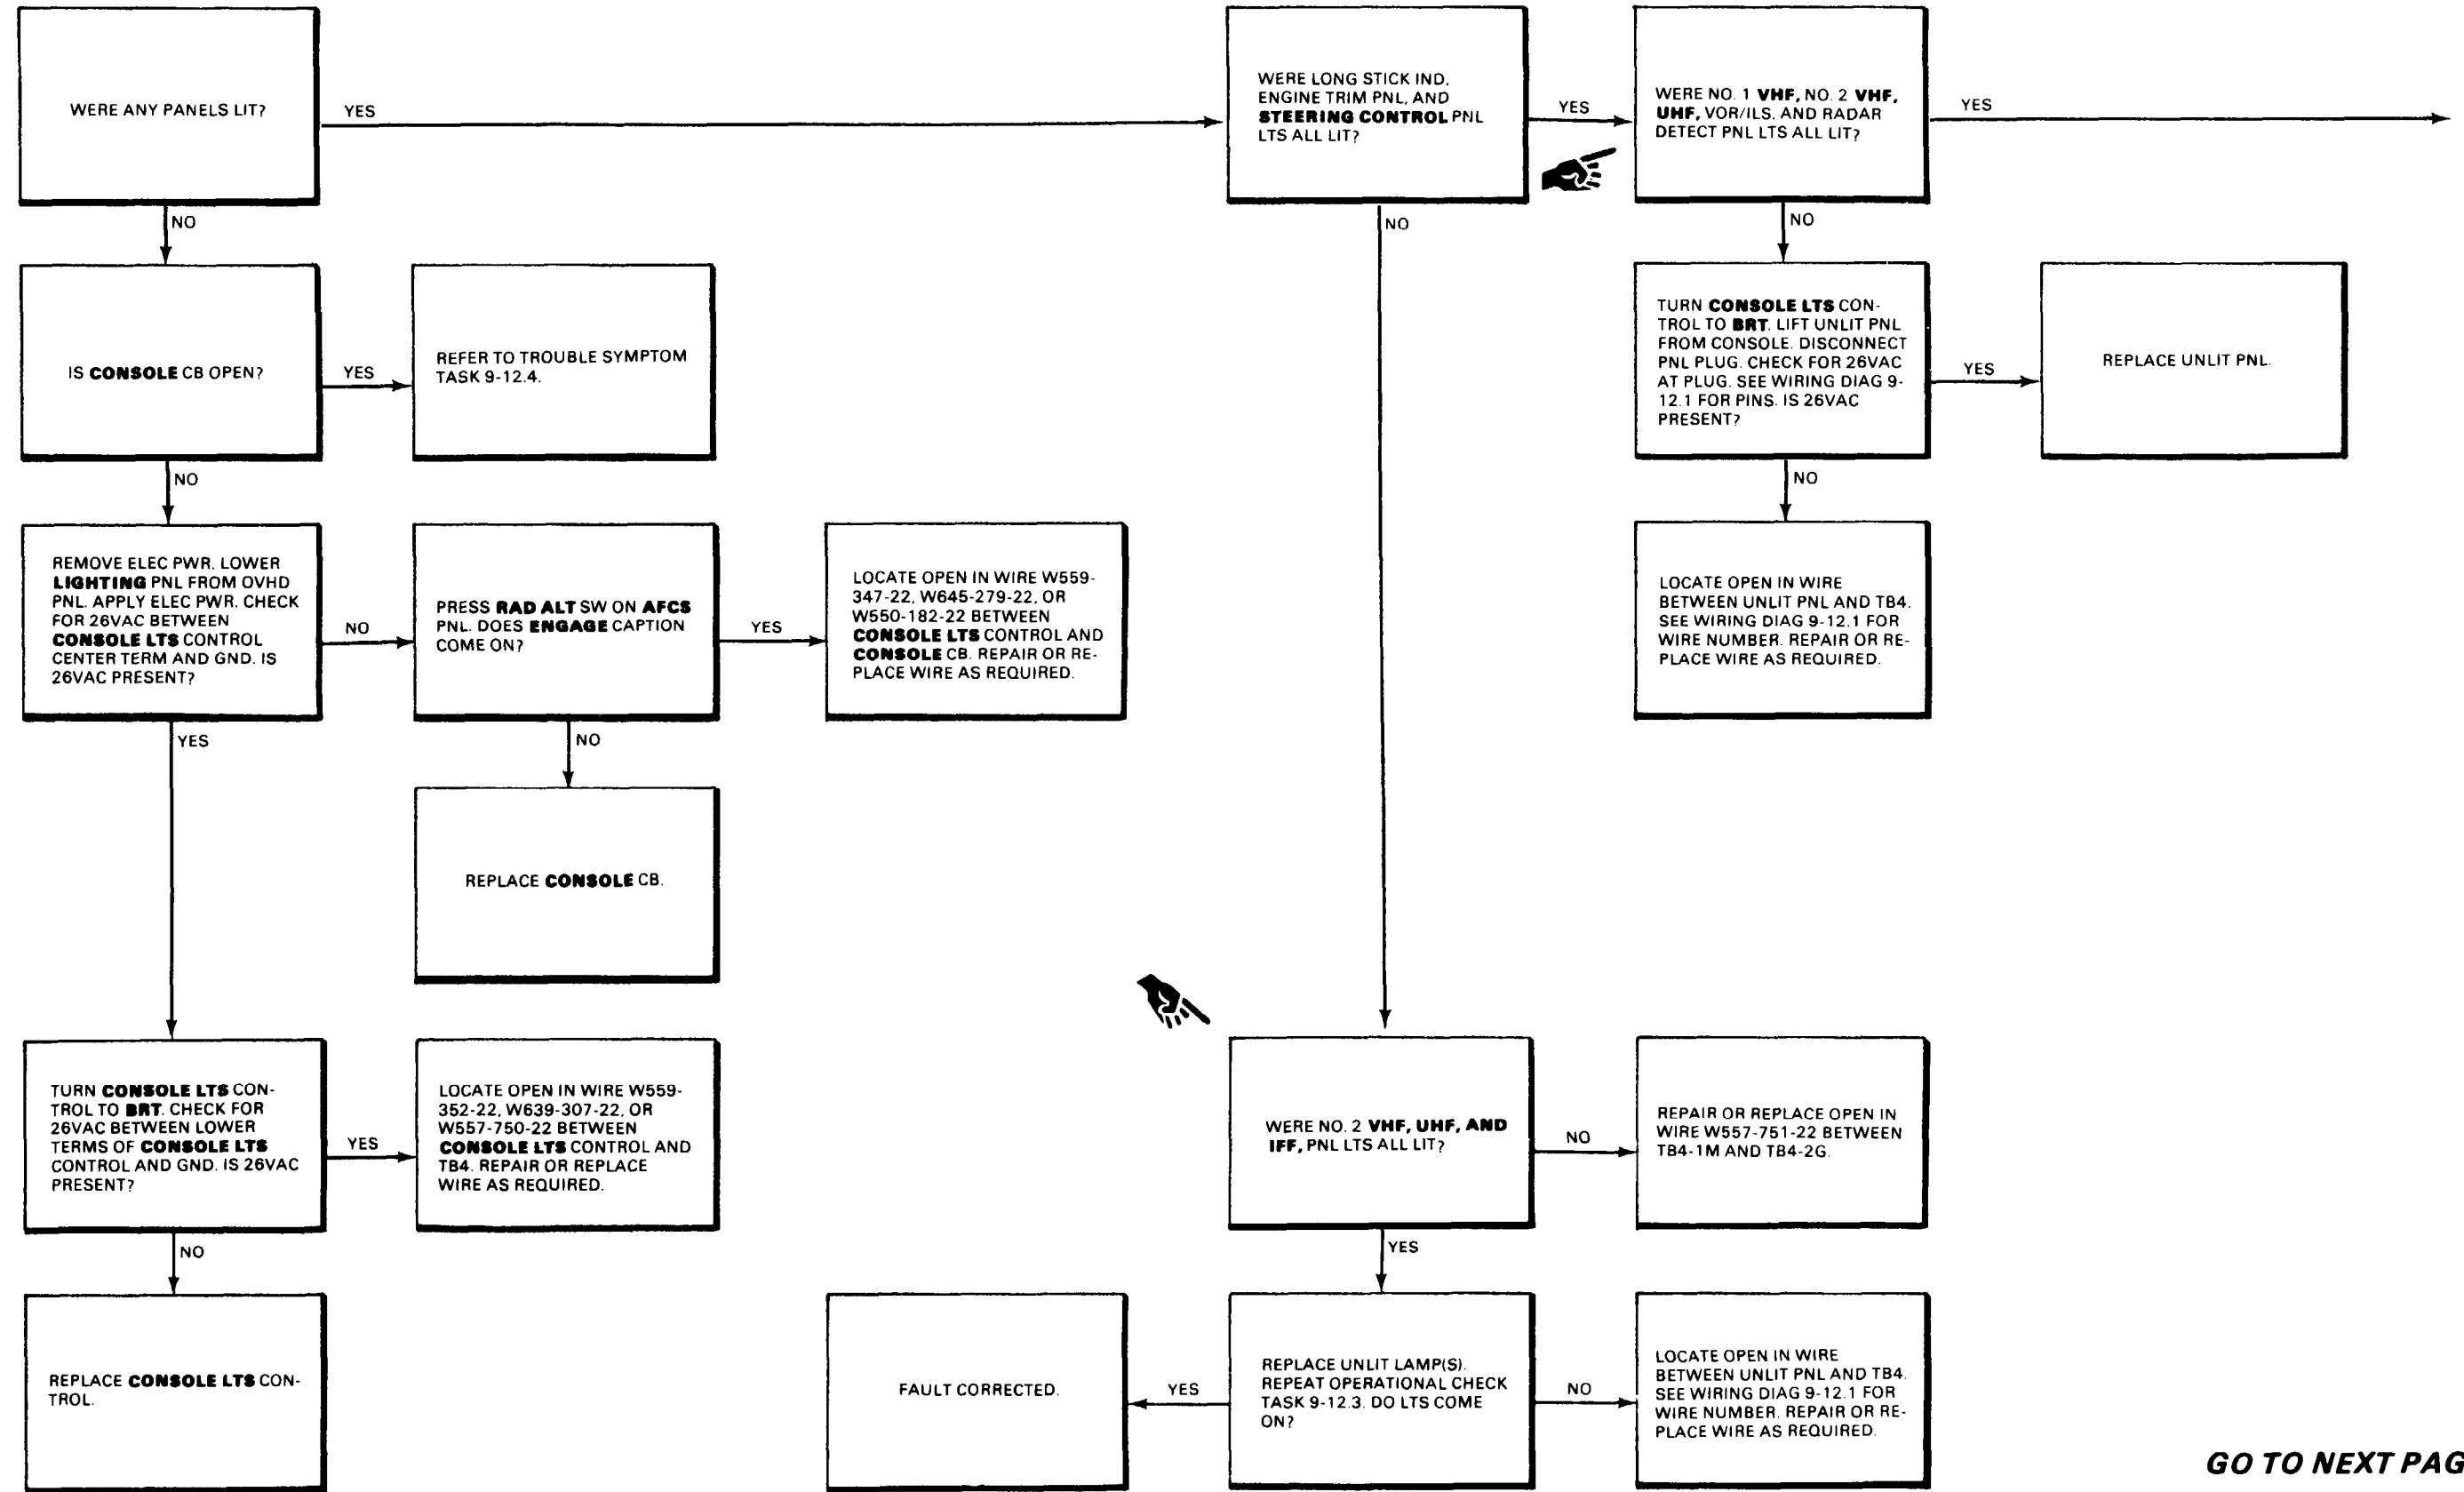 WERE ANY PANELS LIT?
YES
NO
WERE LONG STICK IND,
ENGINE TRIM PNL, AND
STEERING CONTROL PNL
LTS ALL LIT?
YES
NO
WERE NO. 1 VHF, NO. 2 VHF,
UHF, VOR/ILS, AND RADAR
DETECT PNL LTS ALL LIT?
YES
NO
IS CONSOLE CB OPEN?
YES
NO
REFER TO TROUBLE SYMPTOM
TASK 9-12.4.
TURN CONSOLE LTS CON-
TROL TO BRT. LIFT UNLIT PNL
FROM CONSOLE. DISCONNECT
PNL PLUG. CHECK FOR 26VAC
AT PLUG. SEE WIRING DIAG 9-
12.1 FOR PINS. IS 26VAC
PRESENT?
YES
NO
REPLACE UNLIT PNL.
REMOVE ELEC PWR. LOWER
LIGHTING PNL FROM OVHD
PNL. APPLY ELEC PWR. CHECK
FOR 26VAC BETWEEN
CONSOLE LTS CONTROL
CENTER TERM AND GND. IS
26VAC PRESENT?
NO
YES
PRESS RAD ALT SW ON AFCS
PNL. DOES ENGAGE CAPTION
COME ON?
YES
NO
LOCATE OPEN IN WIRE W559-
347-22, W645-279-22, OR
W550-182-22 BETWEEN
CONSOLE LTS CONTROL AND
CONSOLE CB. REPAIR OR RE-
PLACE WIRE AS REQUIRED.
LOCATE OPEN IN WIRE
BETWEEN UNLIT PNL AND TB4.
SEE WIRING DIAG 9-12.1 FOR
WIRE NUMBER. REPAIR OR RE-
PLACE WIRE AS REQUIRED.
REPLACE CONSOLE CB.
TURN CONSOLE LTS CON-
TROL TO BRT. CHECK FOR
26VAC BETWEEN LOWER
TERMS OF CONSOLE LTS
CONTROL AND GND. IS 26VAC
PRESENT?
YES
NO
LOCATE OPEN IN WIRE W559-
352-22, W639-307-22, OR
W557-750-22 BETWEEN
CONSOLE LTS CONTROL AND
TB4. REPAIR OR REPLACE
WIRE AS REQUIRED.
WERE NO. 2 VHF, UHF, AND
IFF, PNL LTS ALL LIT?
NO
YES
REPAIR OR REPLACE OPEN IN
WIRE W557-751-22 BETWEEN
TB4-1M AND TB4-2G.
REPLACE CONSOLE LTS CON-
TROL.
FAULT CORRECTED.
YES
REPLACE UNLIT LAMP(S).
REPEAT OPERATIONAL CHECK
TASK 9-12.3. DO LTS COME
ON?
NO
LOCATE OPEN IN WIRE
BETWEEN UNLIT PNL AND TB4.
SEE WIRING DIAG 9-12.1 FOR
WIRE NUMBER. REPAIR OR RE-
PLACE WIRE AS REQUIRED.
GO TO NEXT PAG